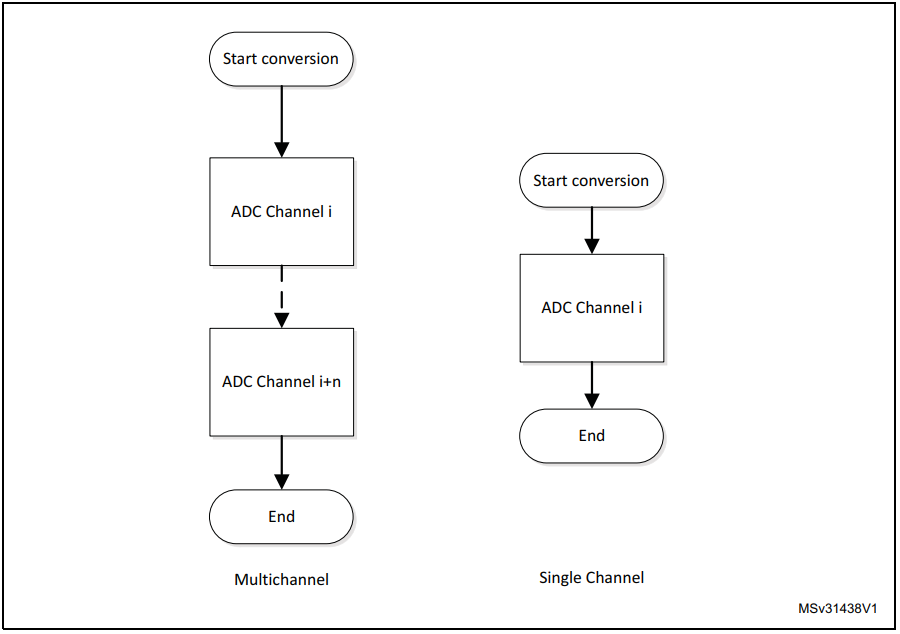 Start conversion
ADC Channel i
ADC Channel i+n
End
Multichannel
Start conversion
ADC Channel i
End
Single Channel
MSv31438V1